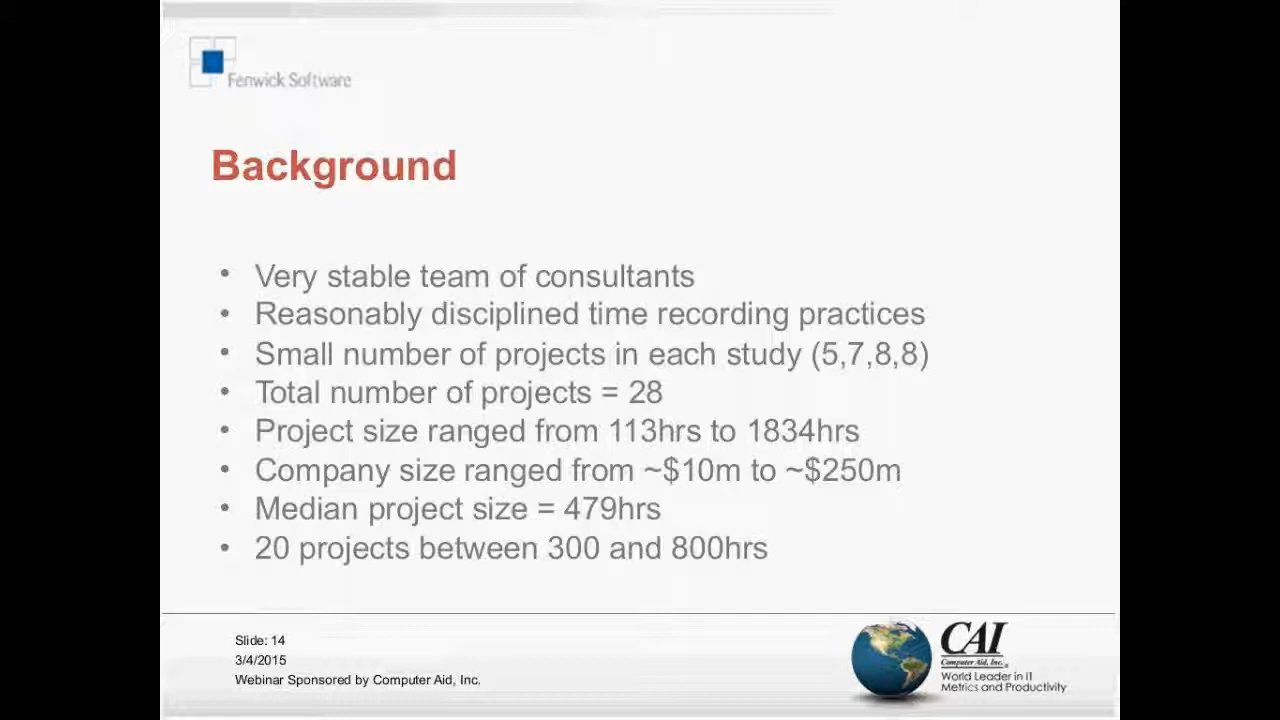 Fenwick Software
Background
• Very stable team of consultants
• Reasonably disciplined time recording practices
• Small number of projects in each study (5,7,8,8)
• Total number of projects = 28
• Project size ranged from 113hrs to 1834hrs
• Company size ranged from ~$10m to ~$250m
• Median project size = 479hrs
• 20 projects between 300 and 800hrs
Slide: 14
3/4/2015
Webinar Sponsored by Computer Aid, Inc.
CAI
Computer Aid, Inc.
World Leader in IT
Metrics and Productivity